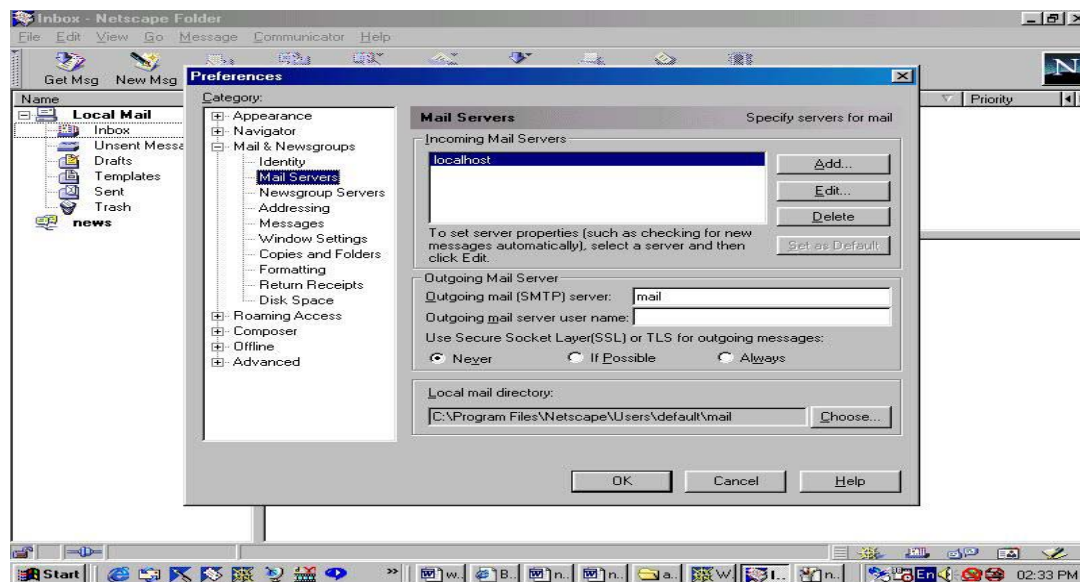 Inbox - Netscape Folder
File Edit View Go Message Communicator Help
Get Msg New Msg
N
Name
Priority
Local Mail
Inbox
Unsent Messa
Drafts
Templates
Sent
Trash
news
Preferences
Category:
Appearance
Navigator
Mail & Newsgroups
Identity
Mail Servers
Newsgroup Servers
Addressing
Messages
Window Settings
Copies and Folders
Formatting
Return Receipts
Disk Space
Roaming Access
Composer
Offline
Advanced
Mail Servers Specify servers for mail
Incoming Mail Servers
localhost
Add...
Edit...
Delete
Set as Default
To set server properties (such as checking for new
messages automatically), select a server and then
click Edit.
Outgoing Mail Server
Outgoing mail (SMTP) server: mail
Outgoing mail server user name:
Use Secure Socket Layer(SSL) or TLS for outgoing messages:
Never If Possible Always
Local mail directory:
C:\Program Files\Netscape\Users\default\mail Choose...
OK Cancel Help
Start » w.. B.. n.. n.. a.. W I.. n.. En 02:33 PM